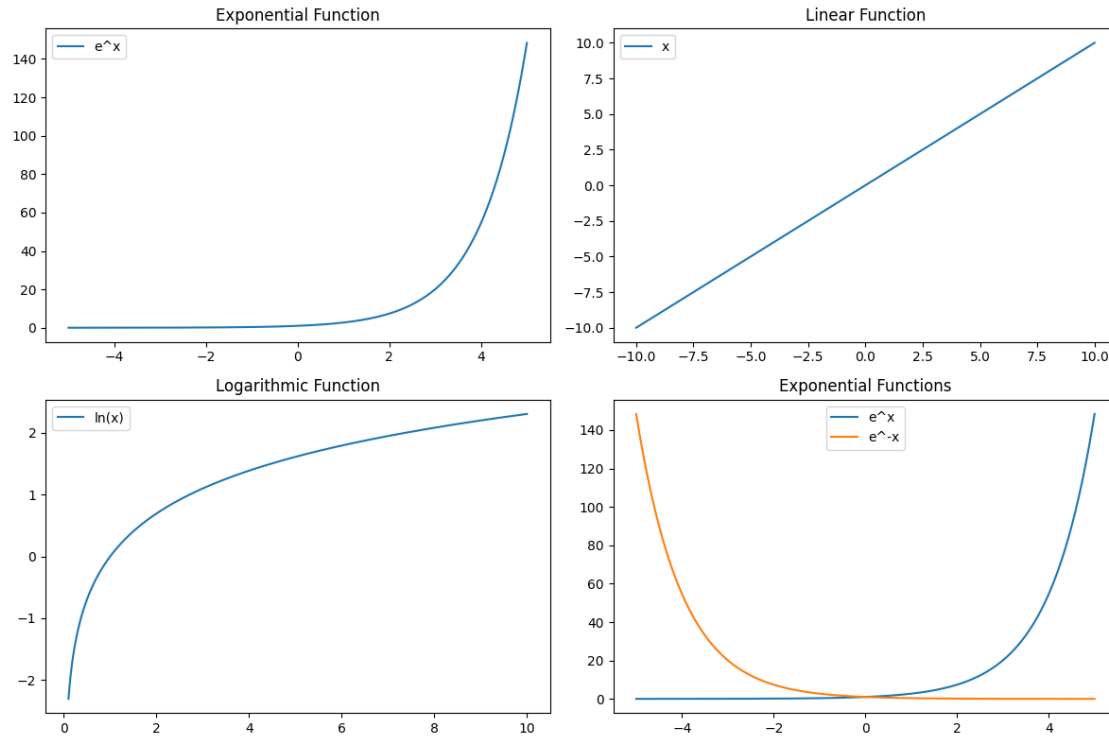 Exponential Function
e^x
140
120
100
80
60
40
20
0
−4 −2 0 2 4
Linear Function
x
10.0
7.5
5.0
2.5
0.0
−2.5
−5.0
−7.5
−10.0
−10.0 −7.5 −5.0 −2.5 0.0 2.5 5.0 7.5 10.0
Logarithmic Function
ln(x)
2
1
0
−1
−2
0 2 4 6 8 10
Exponential Functions
e^x
e^-x
140
120
100
80
60
40
20
0
−4 −2 0 2 4